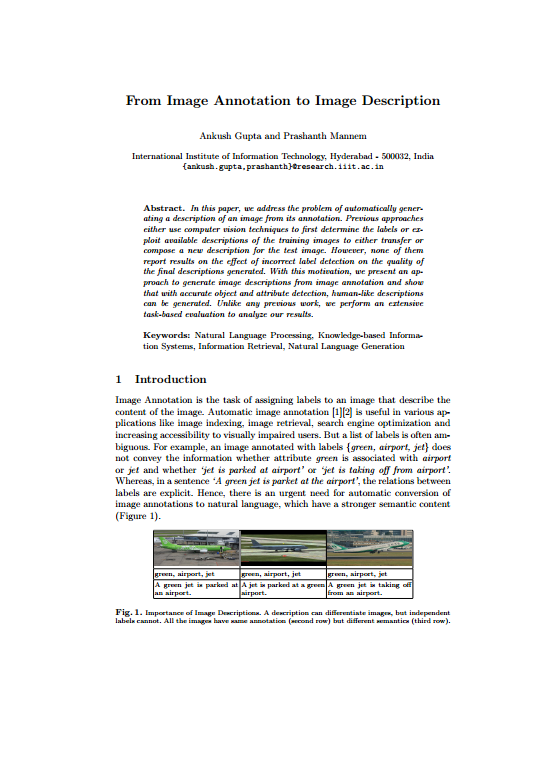 From Image Annotation to Image Description
Ankush Gupta and Prashanth Mannem
International Institute of Information Technology, Hyderabad - 500032, India
{ankush.gupta,prashanth}@research.iiit.ac.in
Abstract. In this paper, we address the problem of automatically gener-
ating a description of an image from its annotation. Previous approaches
either use computer vision techniques to first determine the labels or ex-
ploit available descriptions of the training images to either transfer or
compose a new description for the test image. However, none of them
report results on the effect of incorrect label detection on the quality of
the final descriptions generated. With this motivation, we present an ap-
proach to generate image descriptions from image annotation and show
that with accurate object and attribute detection, human-like descriptions
can be generated. Unlike any previous work, we perform an extensive
task-based evaluation to analyze our results.
Keywords: Natural Language Processing, Knowledge-based Informa-
tion Systems, Information Retrieval, Natural Language Generation
1 Introduction
Image Annotation is the task of assigning labels to an image that describe the
content of the image. Automatic image annotation [1][2] is useful in various ap-
plications like image indexing, image retrieval, search engine optimization and
increasing accessibility to visually impaired users. But a list of labels is often am-
biguous. For example, an image annotated with labels {green, airport, jet} does
not convey the information whether attribute green is associated with airport
or jet and whether ‘jet is parked at airport’ or ‘jet is taking off from airport’.
Whereas, in a sentence ‘A green jet is parket at the airport’, the relations between
labels are explicit. Hence, there is an urgent need for automatic conversion of
image annotations to natural language, which have a stronger semantic content
(Figure 1).
green, airport, jet green, airport, jet green, airport, jet
A green jet is parked at A jet is parked at a green A green jet is taking off
an airport. airport. from an airport.
Fig. 1. Importance of Image Descriptions. A description can differentiate images, but independent
labels cannot. All the images have same annotation (second row) but different semantics (third row).